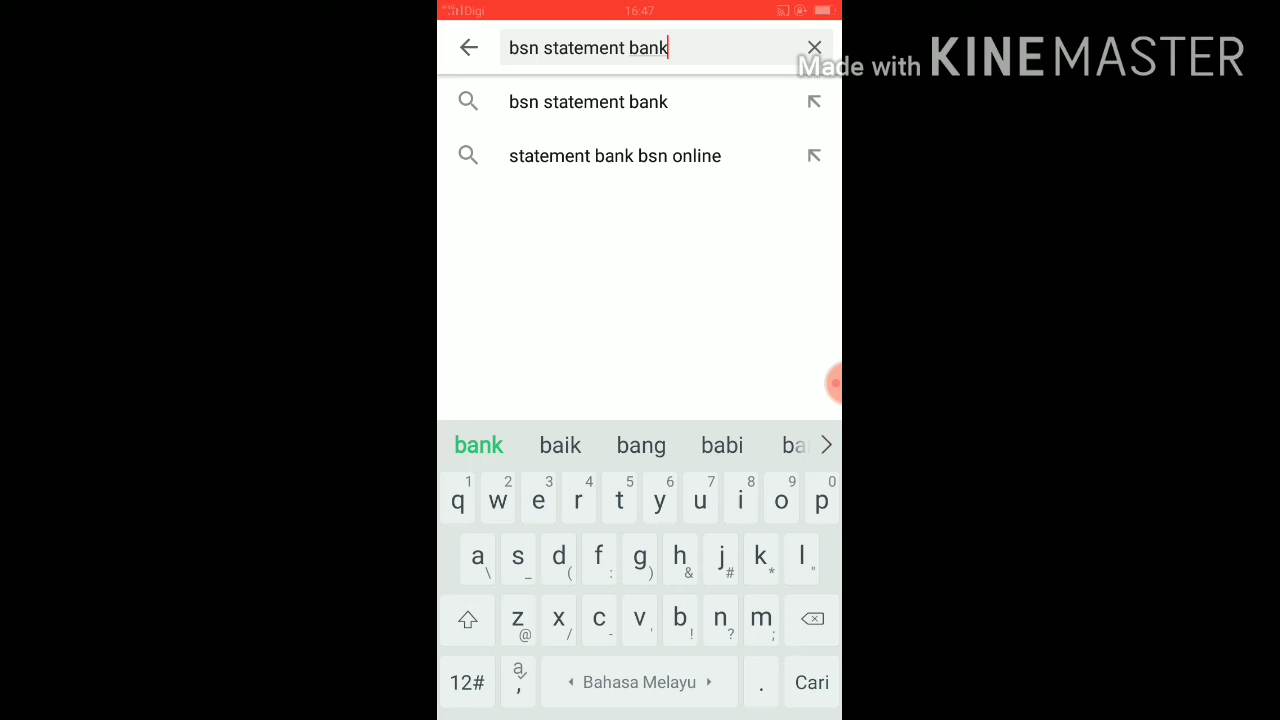 Digi 16:47
bsn statement bank
Made with KINEMASTER
bsn statement bank
statement bank bsn online
bank baik bang babi
1 2 3 4 5 6 7 8 9 0
q w e r t y u i o p
a s d f g h j k l
\ _ ( : ) & # * "
z x c v b n m
@ / - ' ! ? ;
12# , Bahasa Melayu . Cari